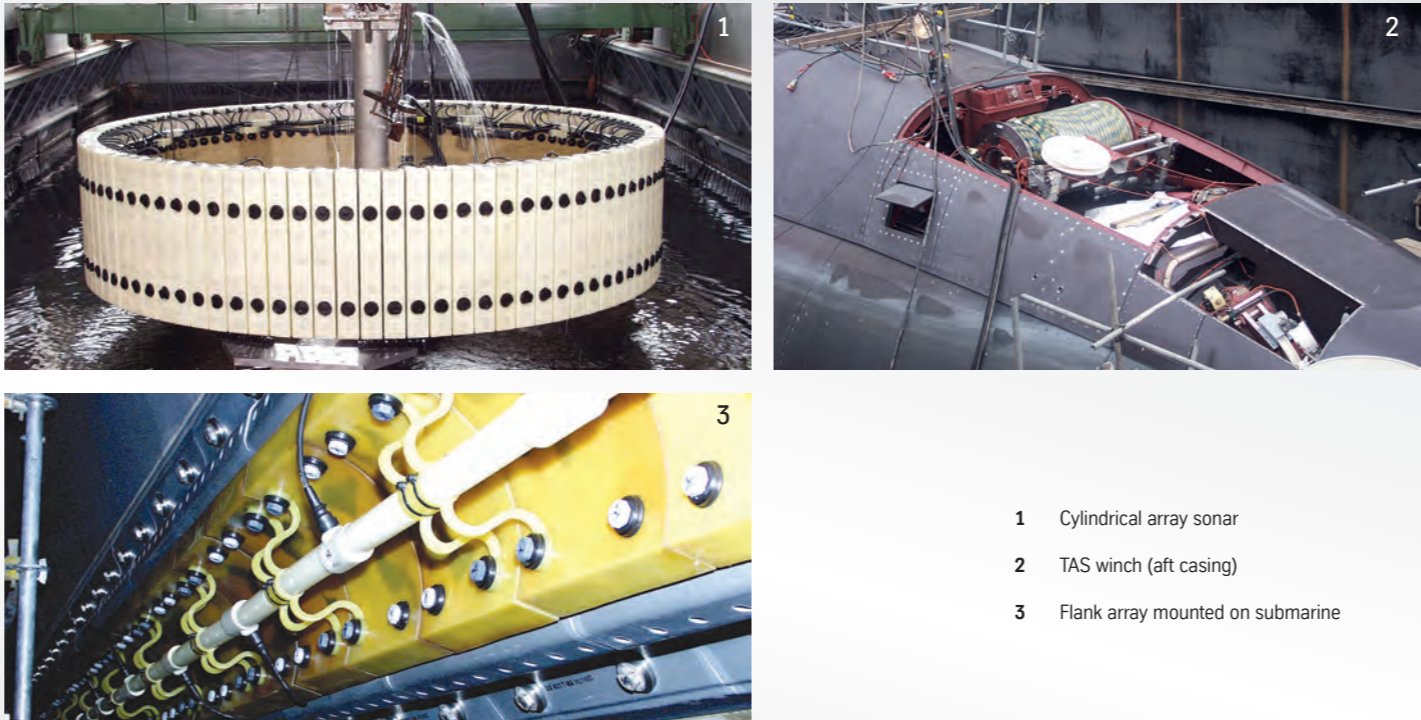 1
2
3
1 Cylindrical array sonar
2 TAS winch (aft casing)
3 Flank array mounted on submarine